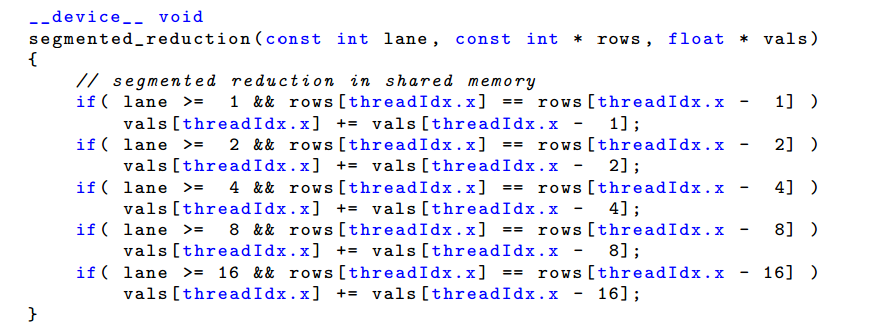 __device__ void
segmented_reduction(const int lane, const int * rows, float * vals)
{
    // segmented reduction in shared memory
    if( lane >=  1 && rows[threadIdx.x] == rows[threadIdx.x -  1] )
        vals[threadIdx.x] += vals[threadIdx.x -  1];
    if( lane >=  2 && rows[threadIdx.x] == rows[threadIdx.x -  2] )
        vals[threadIdx.x] += vals[threadIdx.x -  2];
    if( lane >=  4 && rows[threadIdx.x] == rows[threadIdx.x -  4] )
        vals[threadIdx.x] += vals[threadIdx.x -  4];
    if( lane >=  8 && rows[threadIdx.x] == rows[threadIdx.x -  8] )
        vals[threadIdx.x] += vals[threadIdx.x -  8];
    if( lane >= 16 && rows[threadIdx.x] == rows[threadIdx.x - 16] )
        vals[threadIdx.x] += vals[threadIdx.x - 16];
}